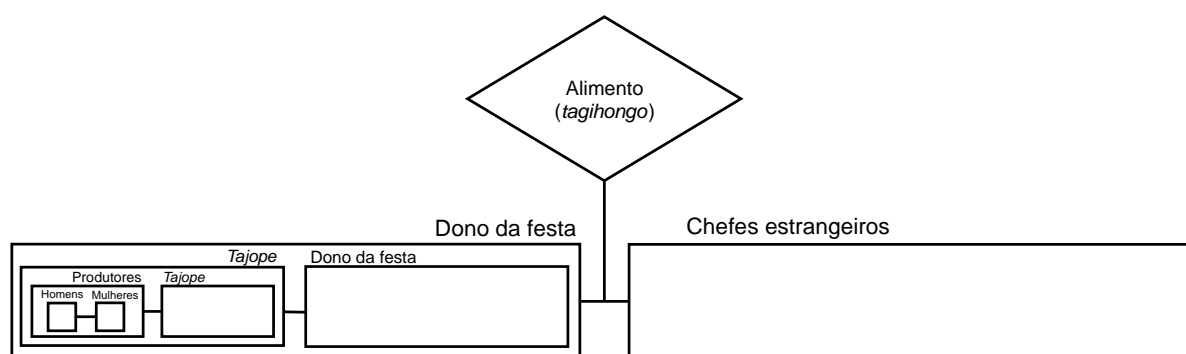 Alimento
(tagihongo)
Dono da festa
Chefes estrangeiros
Tajope
Dono da festa
Produtores
Tajope
Homens
Mulheres